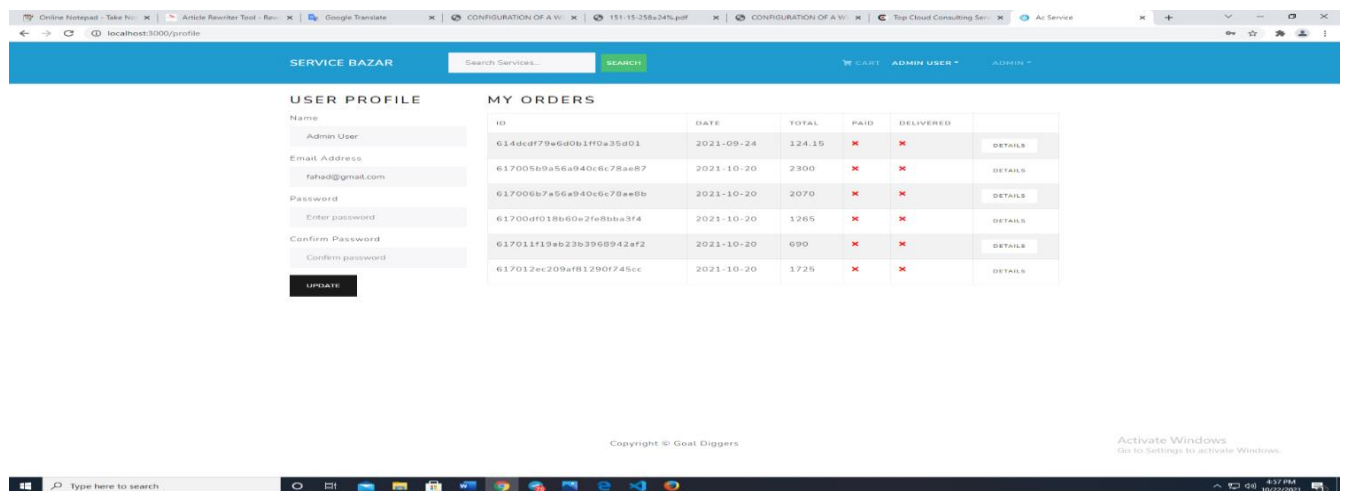 Online Notepad - Take No
Article Rewriter Tool - Rew
Google Translate
CONFIGURATION OF A W
151-15-258=24%.pdf
CONFIGURATION OF A W
Top Cloud Consulting Serv
Ac Service
localhost:3000/profile
SERVICE BAZAR
Search Services...
SEARCH
CART
ADMIN USER
ADMIN
USER PROFILE
Name
Admin User
Email Address
fahad@gmail.com
Password
Enter password
Confirm Password
Confirm password
UPDATE
MY ORDERS
ID DATE TOTAL PAID DELIVERED
614dcdf79e6d0b1ff0a35d01 2021-09-24 124.15 DETAILS
617005b9a56a940c6c78ae87 2021-10-20 2300 DETAILS
617006b7a56a940c6c78ae8b 2021-10-20 2070 DETAILS
61700df018b60e2fe8bba3f4 2021-10-20 1265 DETAILS
617011f19ab23b3968942af2 2021-10-20 690 DETAILS
617012ec209af81290f745cc 2021-10-20 1725 DETAILS
Copyright © Goal Diggers
Activate Windows
Go to Settings to activate Windows.
Type here to search
4:57 PM
10/22/2021